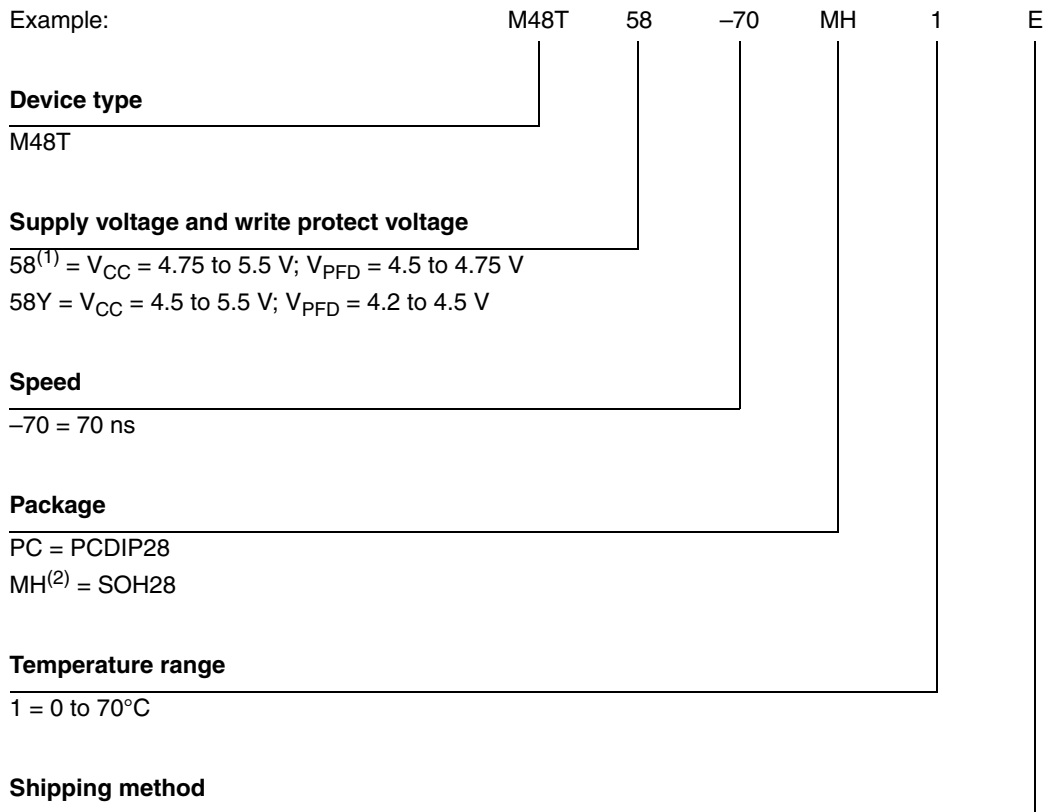 Example: M48T 58 –70 MH 1 E
Device type
M48T
Supply voltage and write protect voltage
58(1) = VCC = 4.75 to 5.5 V; VPFD = 4.5 to 4.75 V
58Y = VCC = 4.5 to 5.5 V; VPFD = 4.2 to 4.5 V
Speed
–70 = 70 ns
Package
PC = PCDIP28
MH(2) = SOH28
Temperature range
1 = 0 to 70°C
Shipping method